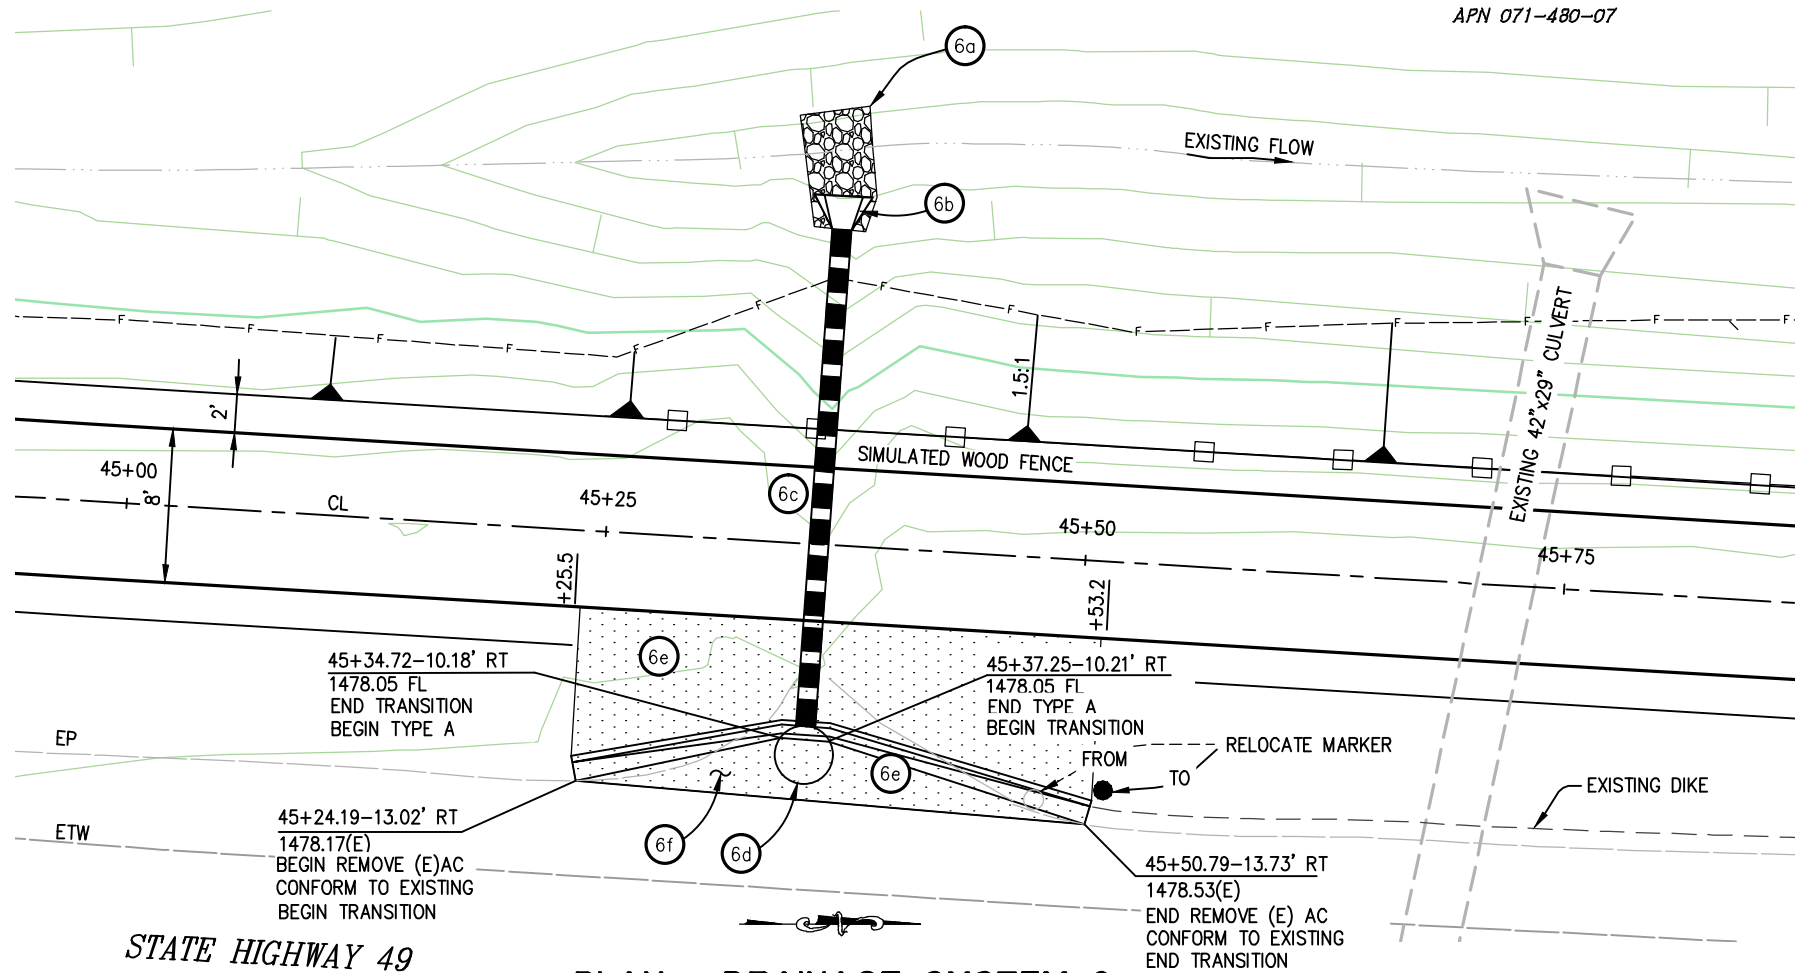 APN 071-480-07
6a
EXISTING FLOW
6b
F F F F F F F F F F F F F F
2'
1.5:1
EXISTING 42"x29" CULVERT
SIMULATED WOOD FENCE
45+00
8'
CL
45+25
6c
45+50
45+75
+25.5
+53.2
6e
45+34.72-10.18' RT
1478.05 FL
END TRANSITION
BEGIN TYPE A
45+37.25-10.21' RT
1478.05 FL
END TYPE A
BEGIN TRANSITION
EP
FROM
RELOCATE MARKER
TO
6e
EXISTING DIKE
45+24.19-13.02' RT
1478.17(E)
BEGIN REMOVE (E)AC
CONFORM TO EXISTING
BEGIN TRANSITION
ETW
6f
6d
45+50.79-13.73' RT
1478.53(E)
END REMOVE (E) AC
CONFORM TO EXISTING
END TRANSITION
STATE HIGHWAY 49